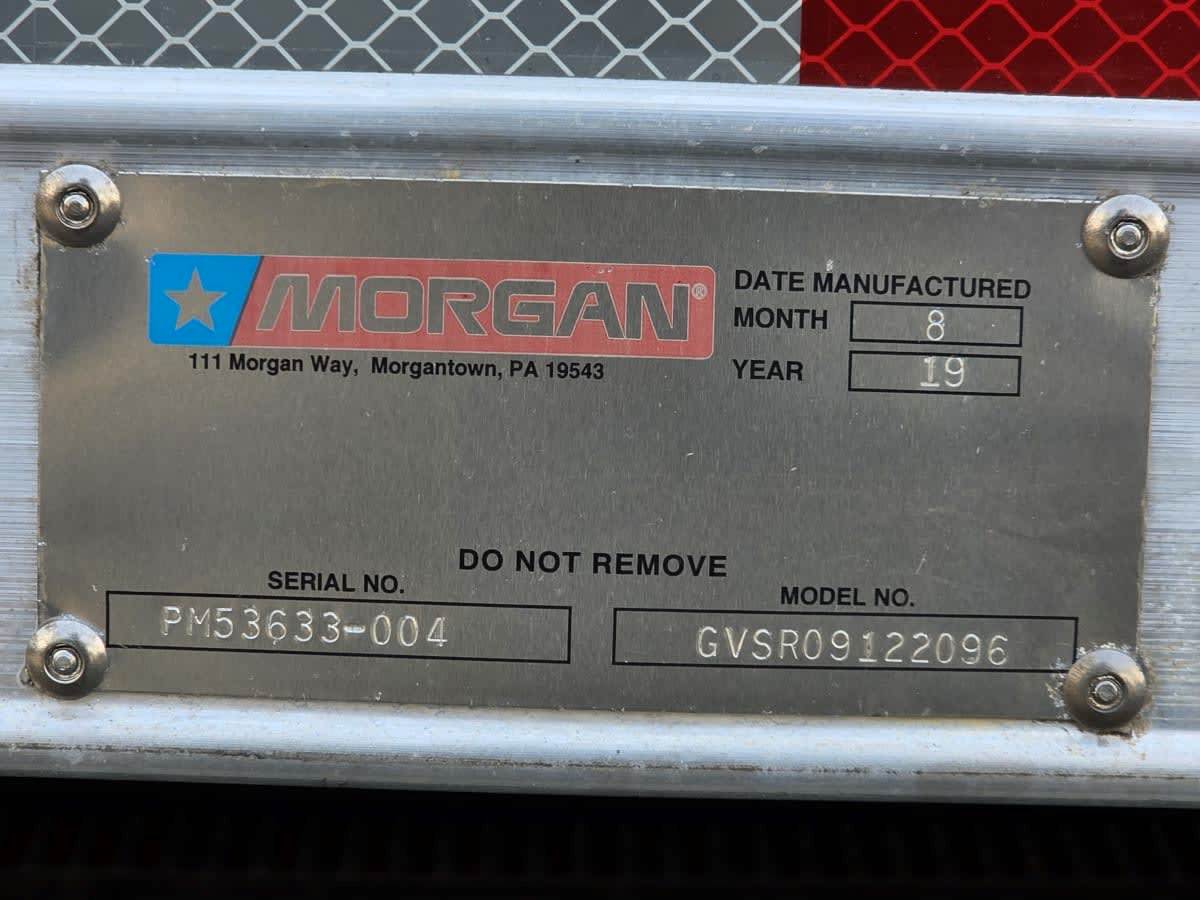 MORGAN®
111 Morgan Way, Morgantown, PA 19543
DATE MANUFACTURED
MONTH 8
YEAR 19
DO NOT REMOVE
SERIAL NO.
PM53633-004
MODEL NO.
GVSR09122096